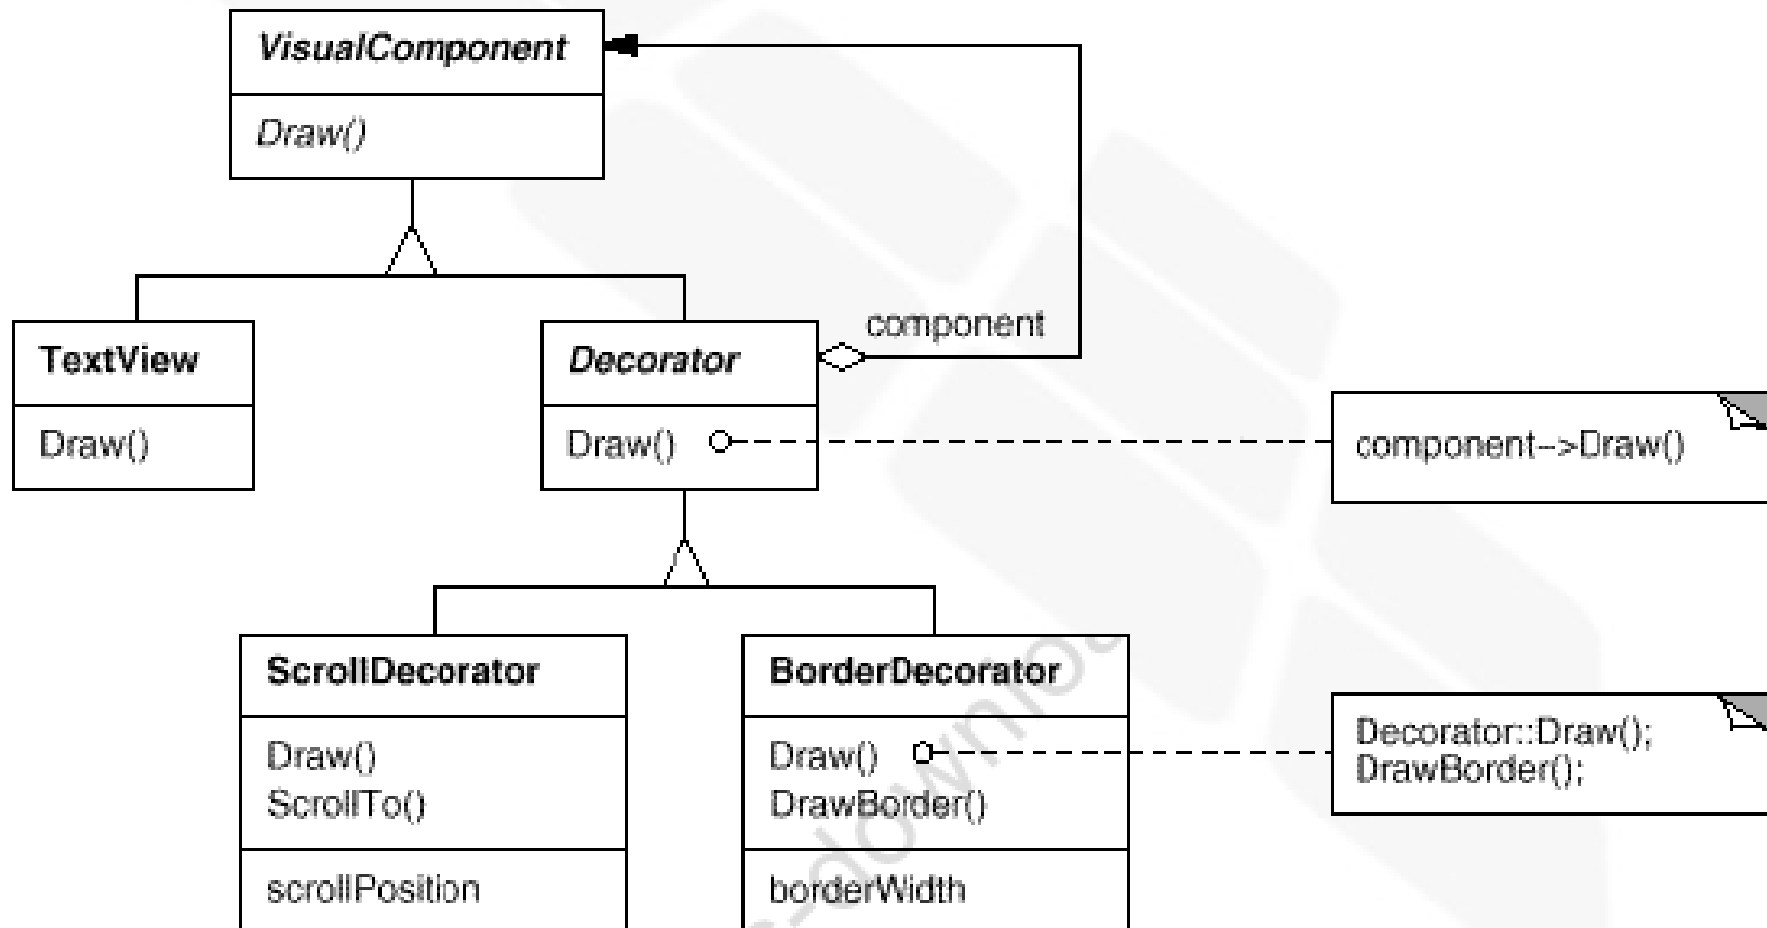 VisualComponent
Draw()
component
TextView
Decorator
Draw()
Draw()
component-->Draw()
ScrollDecorator
BorderDecorator
Draw()
ScrollTo()
Draw()
DrawBorder()
Decorator::Draw();
DrawBorder();
scrollPosition
borderWidth